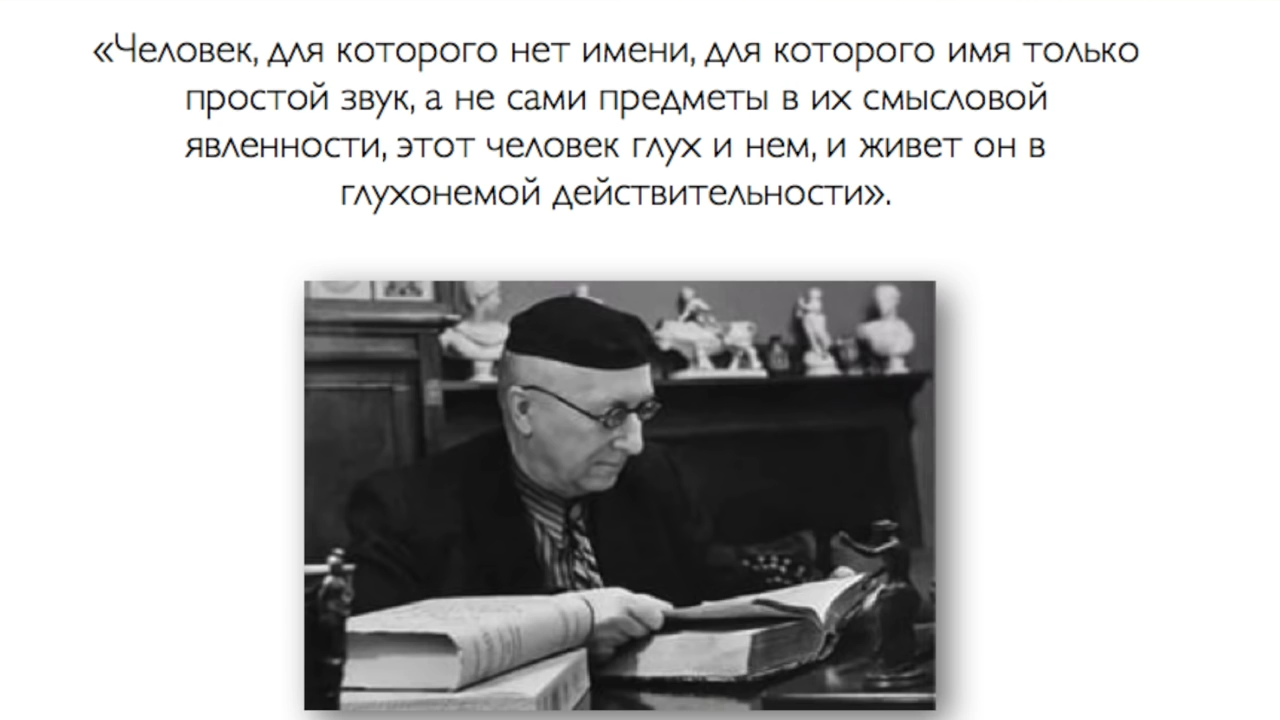 «Человек, для которого нет имени, для которого имя только
простой звук, а не сами предметы в их смысловой
явленности, этот человек глух и нем, и живет он в
глухонемой действительности».